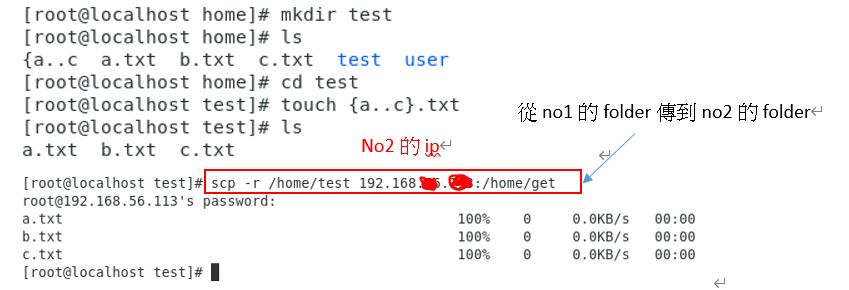 [root@localhost home]# mkdir test
[root@localhost home]# ls
{a..c  a.txt  b.txt  c.txt  test  user
[root@localhost home]# cd test
[root@localhost test]# touch {a..c}.txt
[root@localhost test]# ls
a.txt  b.txt  c.txt
從 no1 的 folder 傳到 no2 的 folder
No2 的 ip
[root@localhost test]# scp -r /home/test 192.168. :/home/get
root@192.168.56.113's password:
a.txt 100% 0 0.0KB/s 00:00
b.txt 100% 0 0.0KB/s 00:00
c.txt 100% 0 0.0KB/s 00:00
[root@localhost test]#